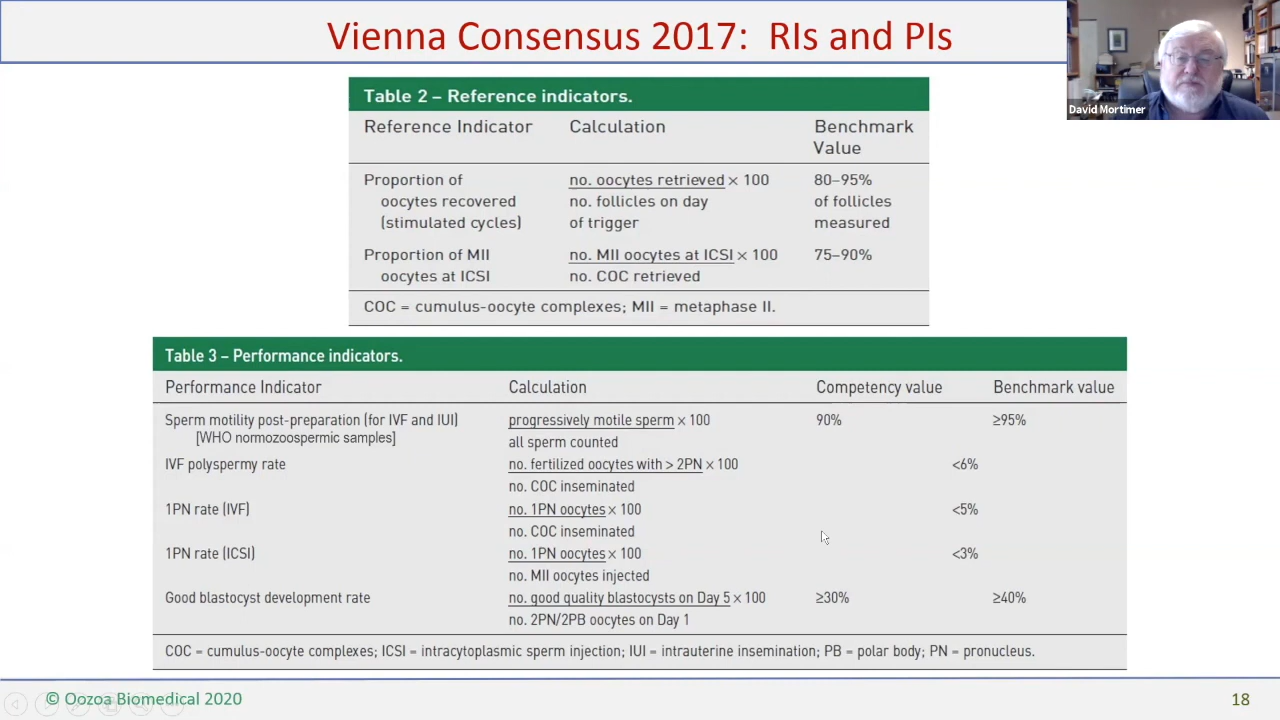 Vienna Consensus 2017: RIs and PIs
David Mortimer
Table 2 – Reference indicators.
Reference Indicator Calculation Benchmark
Value
Proportion of no. oocytes retrieved × 100 80–95%
oocytes recovered no. follicles on day of follicles
(stimulated cycles) of trigger measured
Proportion of MII no. MII oocytes at ICSI × 100 75–90%
oocytes at ICSI no. COC retrieved
COC = cumulus-oocyte complexes; MII = metaphase II.
Table 3 – Performance indicators.
Performance Indicator Calculation Competency value Benchmark value
Sperm motility post-preparation (for IVF and IUI) progressively motile sperm × 100 90% ≥95%
[WHO normozoospermic samples] all sperm counted
IVF polyspermy rate no. fertilized oocytes with > 2PN × 100 <6%
no. COC inseminated
1PN rate (IVF) no. 1PN oocytes × 100 <5%
no. COC inseminated
1PN rate (ICSI) no. 1PN oocytes × 100 <3%
no. MII oocytes injected
Good blastocyst development rate no. good quality blastocysts on Day 5 × 100 ≥30% ≥40%
no. 2PN/2PB oocytes on Day 1
COC = cumulus-oocyte complexes; ICSI = intracytoplasmic sperm injection; IUI = intrauterine insemination; PB = polar body; PN = pronucleus.
© Oozoa Biomedical 2020 18